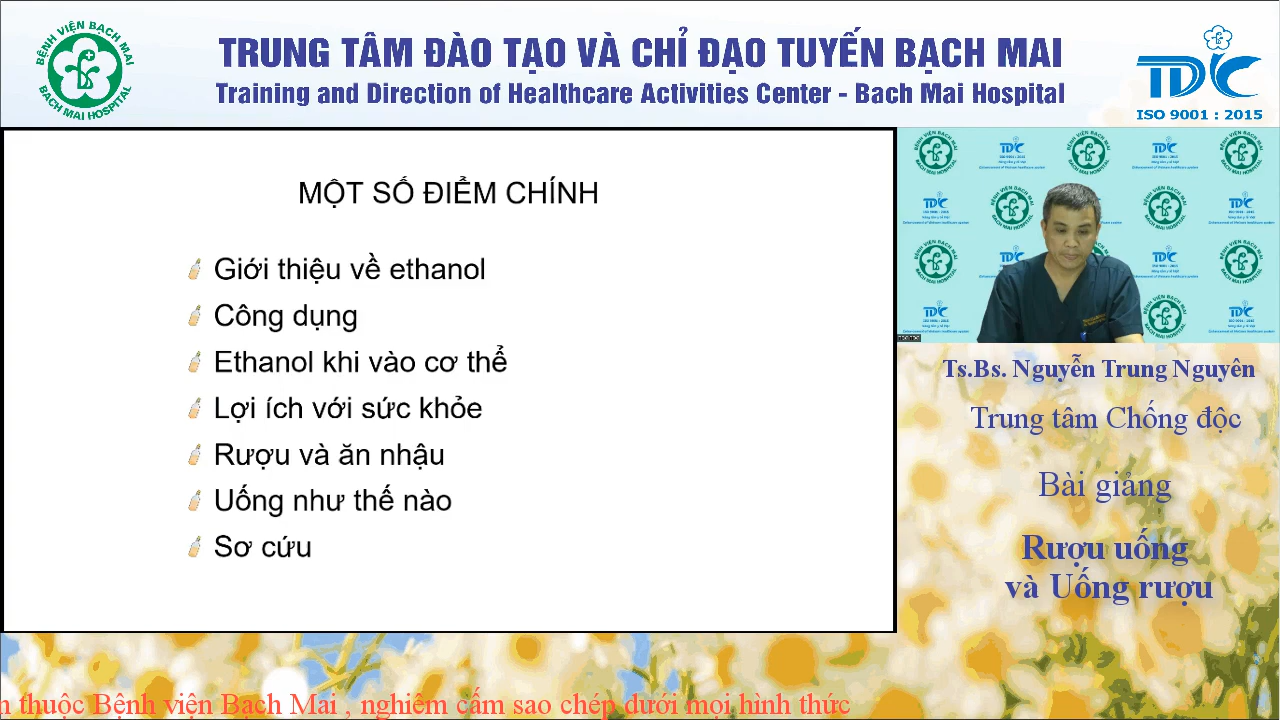 BỆNH VIỆN BẠCH MAI
BACH MAI HOSPITAL
TRUNG TÂM ĐÀO TẠO VÀ CHỈ ĐẠO TUYẾN BẠCH MAI
Training and Direction of Healthcare Activities Center - Bach Mai Hospital
TDC
ISO 9001 : 2015
MỘT SỐ ĐIỂM CHÍNH
Giới thiệu về ethanol
Công dụng
Ethanol khi vào cơ thể
Lợi ích với sức khỏe
Rượu và ăn nhậu
Uống như thế nào
Sơ cứu
Ts.Bs. Nguyễn Trung Nguyên
Trung tâm Chống độc
Bài giảng
Rượu uống
và Uống rượu
thuộc Bệnh viện Bạch Mai , nghiêm cấm sao chép dưới mọi hình thức